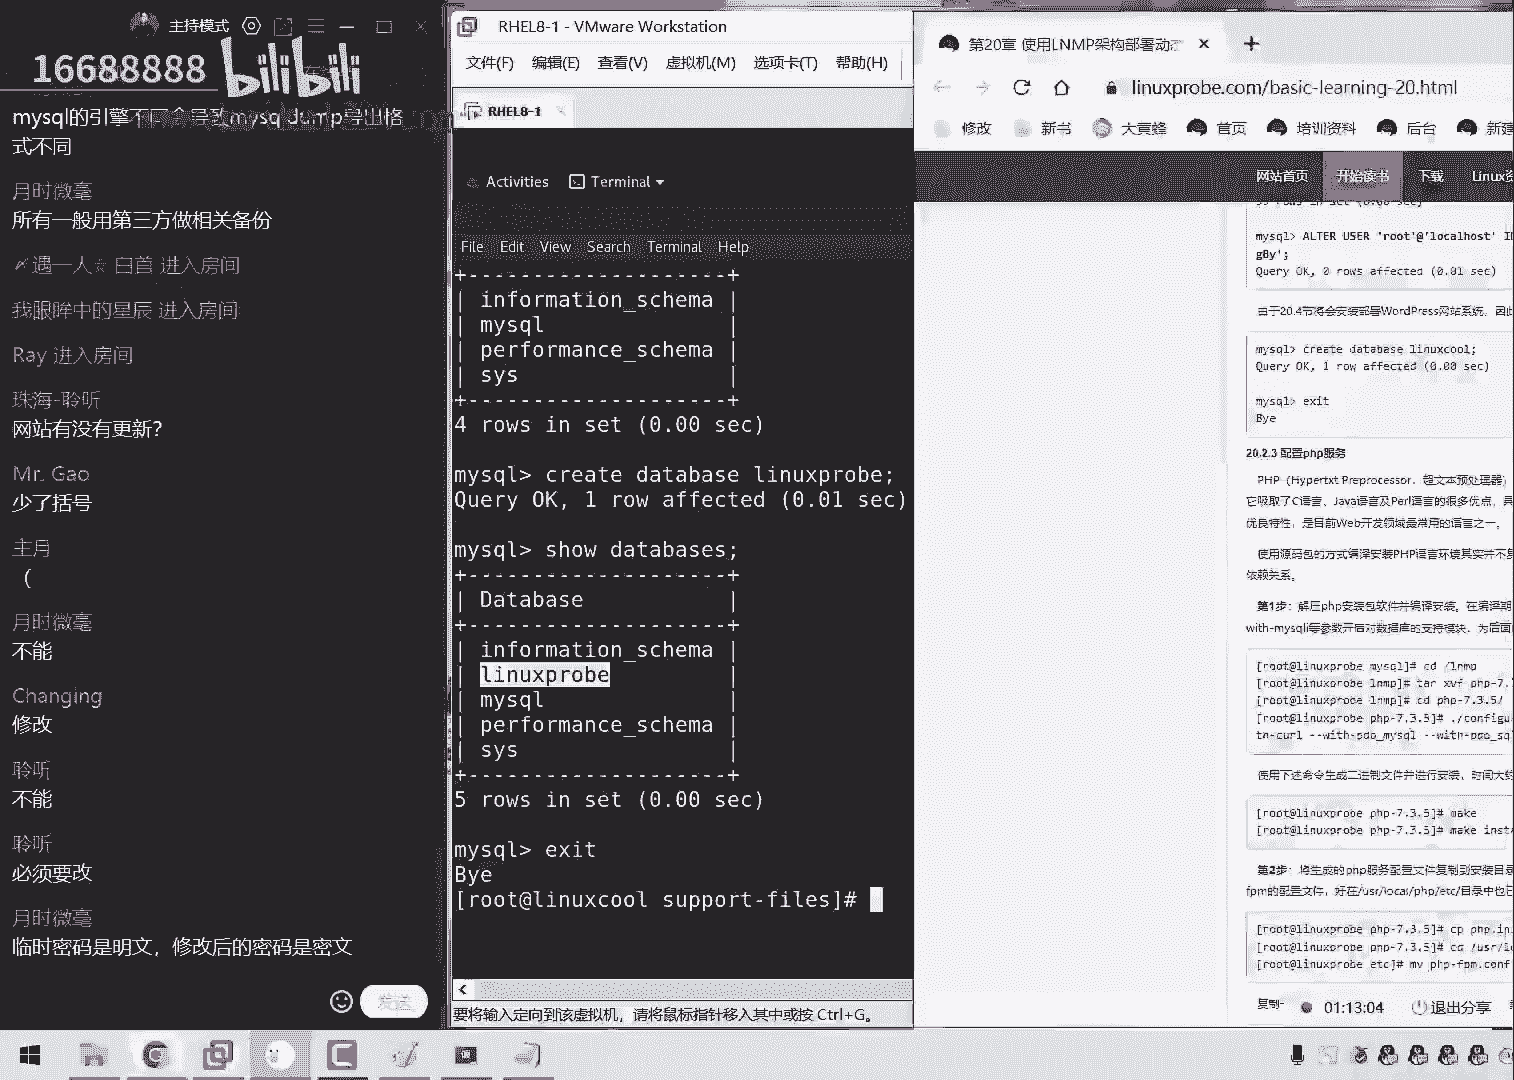 主持模式
16688888
bilibili
mysql的引擎不同会导致mysqldump导出格
式不同
月时微毫
所有一般用第三方做相关备份
遇一人☆ 白首 进入房间
我眼眸中的星辰 进入房间
Ray 进入房间
珠海-聆听
网站有没有更新?
Mr. Gao
少了括号
主月
（
月时微毫
不能
Changing
修改
聆听
不能
聆听
必须要改
月时微毫
临时密码是明文，修改后的密码是密文
发送
RHEL8-1 - VMware Workstation
文件(F) 编辑(E) 查看(V) 虚拟机(M) 选项卡(T) 帮助(H)
RHEL8-1
Activities Terminal
File Edit View Search Terminal Help
+--------------------+
| information_schema |
| mysql |
| performance_schema |
| sys |
+--------------------+
4 rows in set (0.00 sec)
mysql> create database linuxprobe;
Query OK, 1 row affected (0.01 sec)
mysql> show databases;
+--------------------+
| Database |
+--------------------+
| information_schema |
| linuxprobe |
| mysql |
| performance_schema |
| sys |
+--------------------+
5 rows in set (0.00 sec)
mysql> exit
Bye
[root@linuxcool support-files]#
要将输入定向到该虚拟机，请将鼠标指针移入其中或按 Ctrl+G。
第20章 使用LNMP架构部署动态
linuxprobe.com/basic-learning-20.html
修改 新书 大黄蜂 首页 培训资料 后台 新建
网站首页 开始读书 下载 Linux资
mysql> ALTER USER 'root'@'localhost' ID
g8y';
Query OK, 0 rows affected (0.01 sec)
由于20.4节将会安装部署WordPress网站系统，因此
mysql> create database linuxcool;
Query OK, 1 row affected (0.00 sec)
mysql> exit
Bye
20.2.3 配置php服务
PHP（Hypertxt Preprocessor，超文本预处理器）
它吸取了C语言、Java语言及Perl语言的很多优点，具
优良特性，是目前Web开发领域最常用的语言之一。
使用源码包的方式编译安装PHP语言环境其实并不复
依赖关系。
第1步：解压php安装包软件并编译安装。在编译期
with-mysqli等参数开启对数据库的支持模块，为后面
[root@linuxprobe mysql]# cd /lnmp
[root@linuxprobe lnmp]# tar xvf php-7.
[root@linuxprobe lnmp]# cd php-7.3.5/
[root@linuxprobe php-7.3.5]# ./configu
th-curl --with-pdo_mysql --with-pdo_sql
使用下述命令生成二进制文件并进行安装，时间大约
[root@linuxprobe php-7.3.5]# make
[root@linuxprobe php-7.3.5]# make inst
第2步：将生成的php服务配置文件复制到安装目录
fpm的配置文件，好在/usr/local/php/etc/目录中也已
[root@linuxprobe php-7.3.5]# cp php.in
[root@linuxprobe php-7.3.5]# cd /usr/lo
[root@linuxprobe etc]# mv php-fpm.conf
复制
01:13:04 退出分享